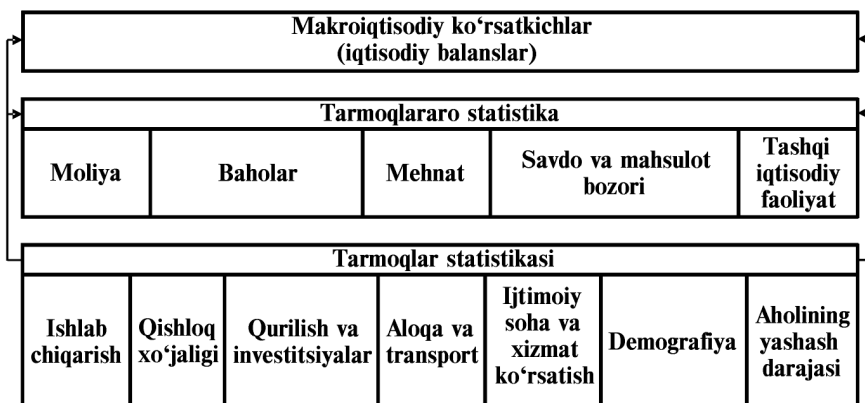 Makroiqtisodiy ko‘rsatkichlar
(iqtisodiy balanslar)
Tarmoqlararo statistika
Moliya
Baholar
Mehnat
Savdo va mahsulot
bozori
Tashqi
iqtisodiy
faoliyat
Tarmoqlar statistikasi
Ishlab
chiqarish
Qishloq
xo‘jaligi
Qurilish va
investitsiyalar
Aloqa va
transport
Ijtimoiy
soha va
xizmat
ko‘rsatish
Demografiya
Aholining
yashash
darajasi